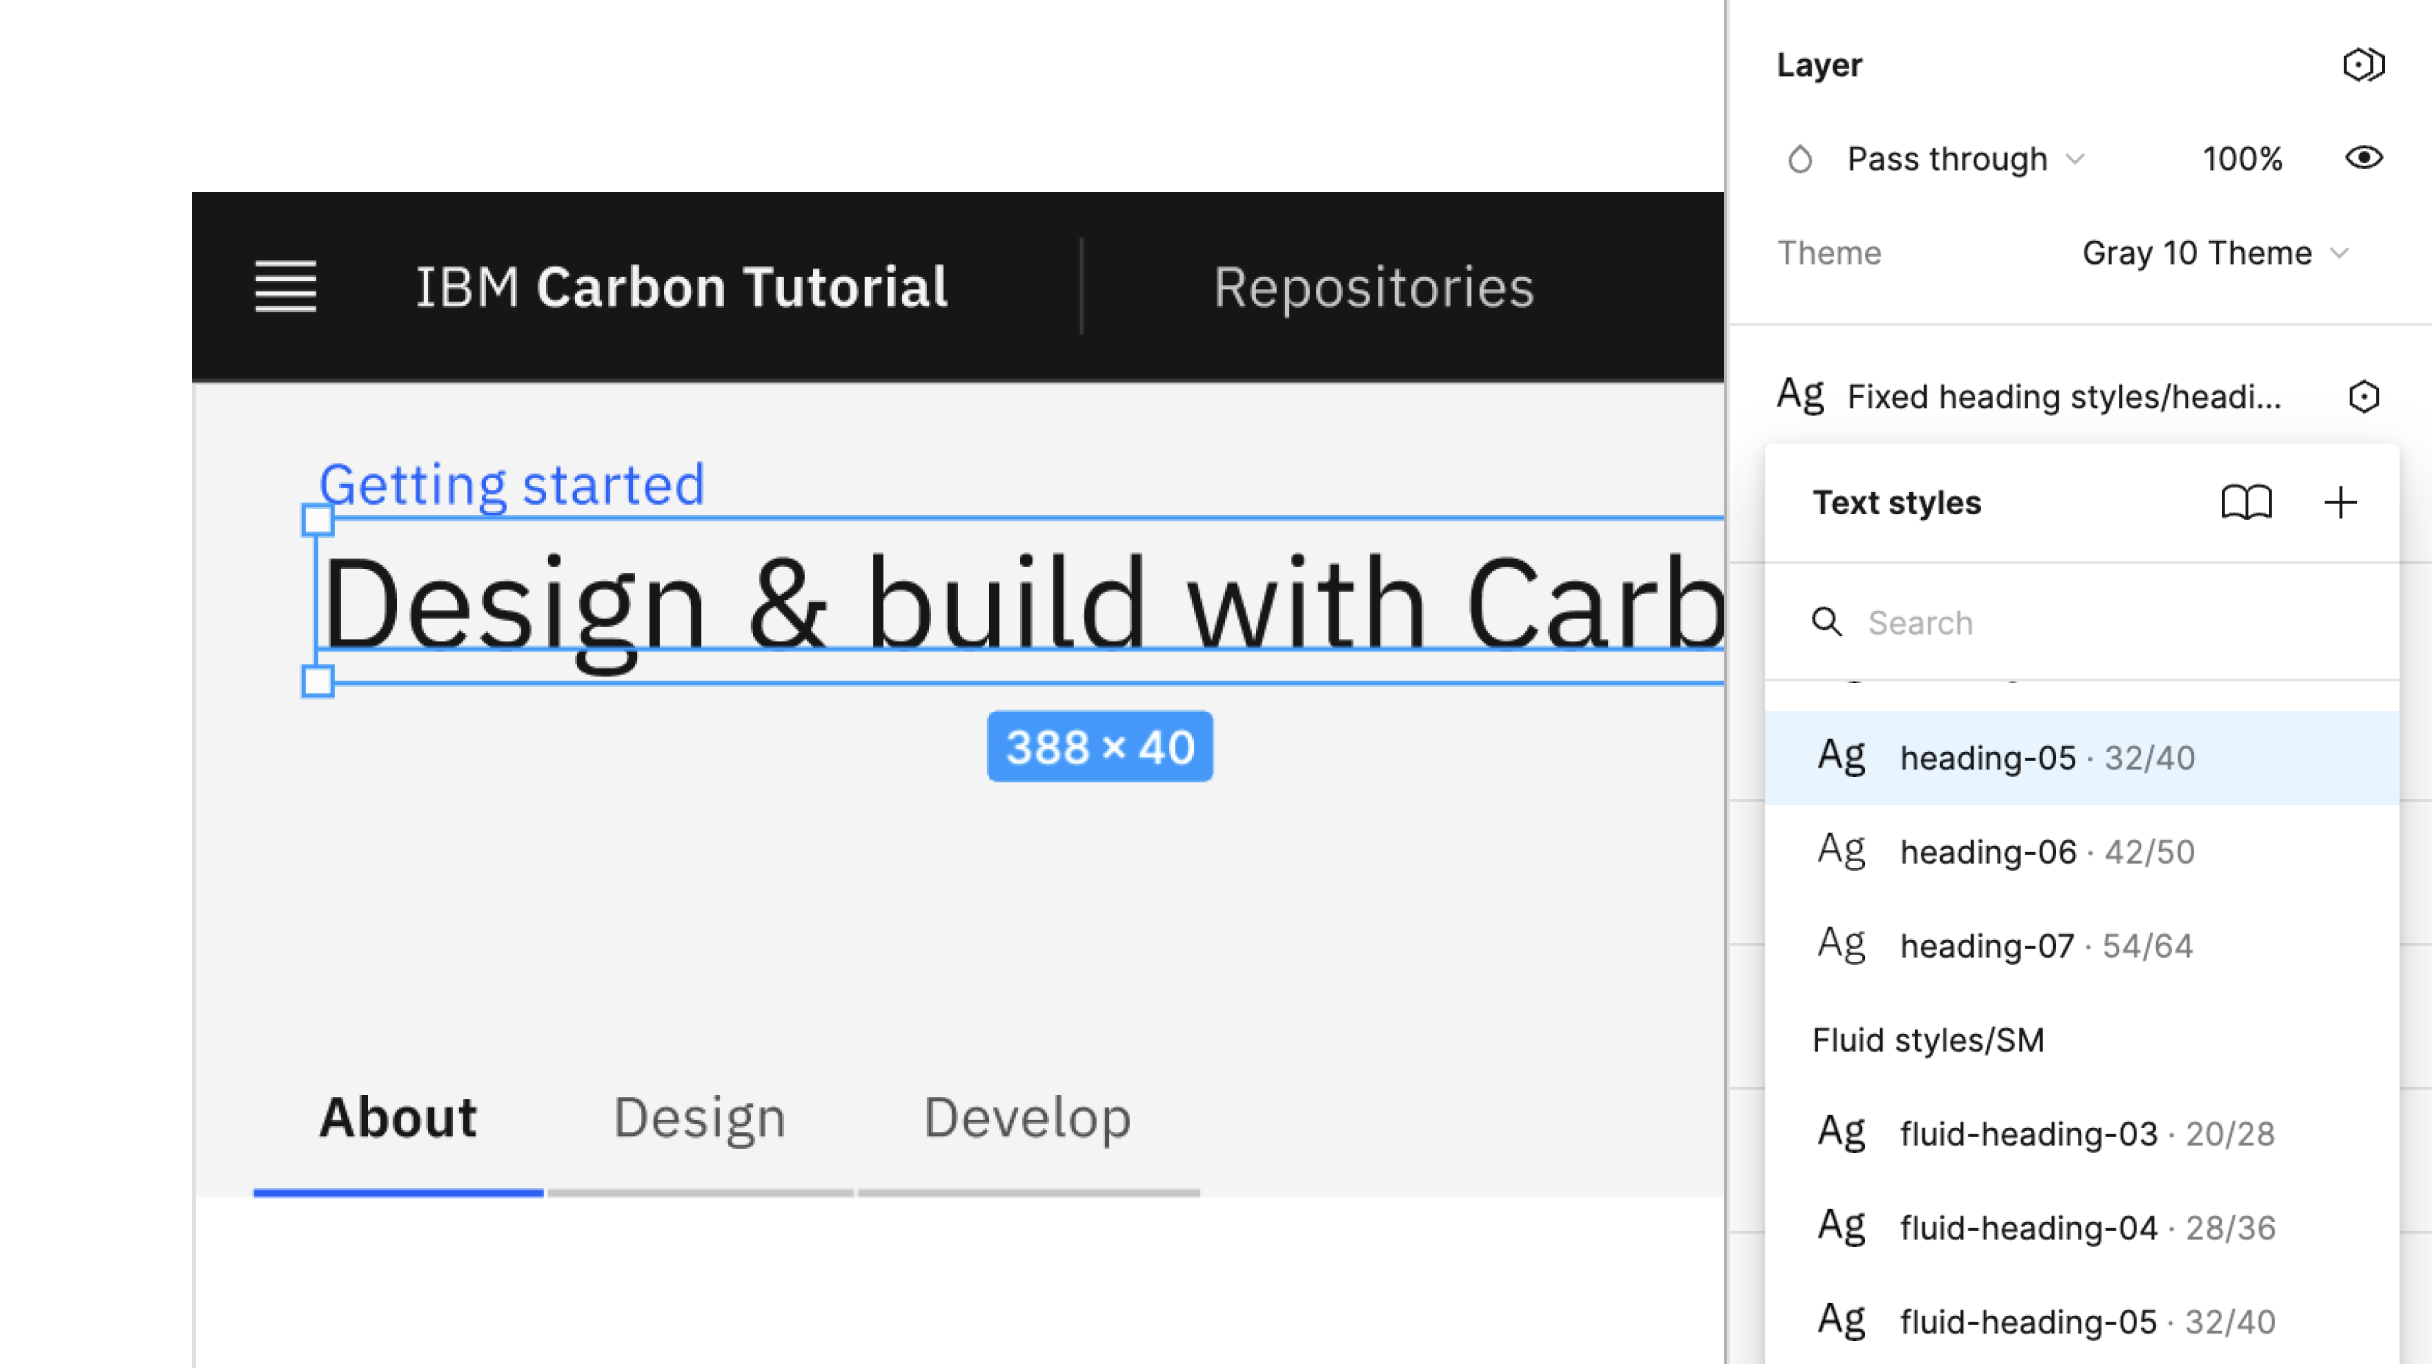 IBM Carbon Tutorial
Repositories
Getting started
Design & build with Carb
388 × 40
About
Design
Develop
Layer
Pass through
100%
Theme
Gray 10 Theme
Ag Fixed heading styles/headi...
Text styles
Search
Ag heading-05 · 32/40
Ag heading-06 · 42/50
Ag heading-07 · 54/64
Fluid styles/SM
Ag fluid-heading-03 · 20/28
Ag fluid-heading-04 · 28/36
Ag fluid-heading-05 · 32/40